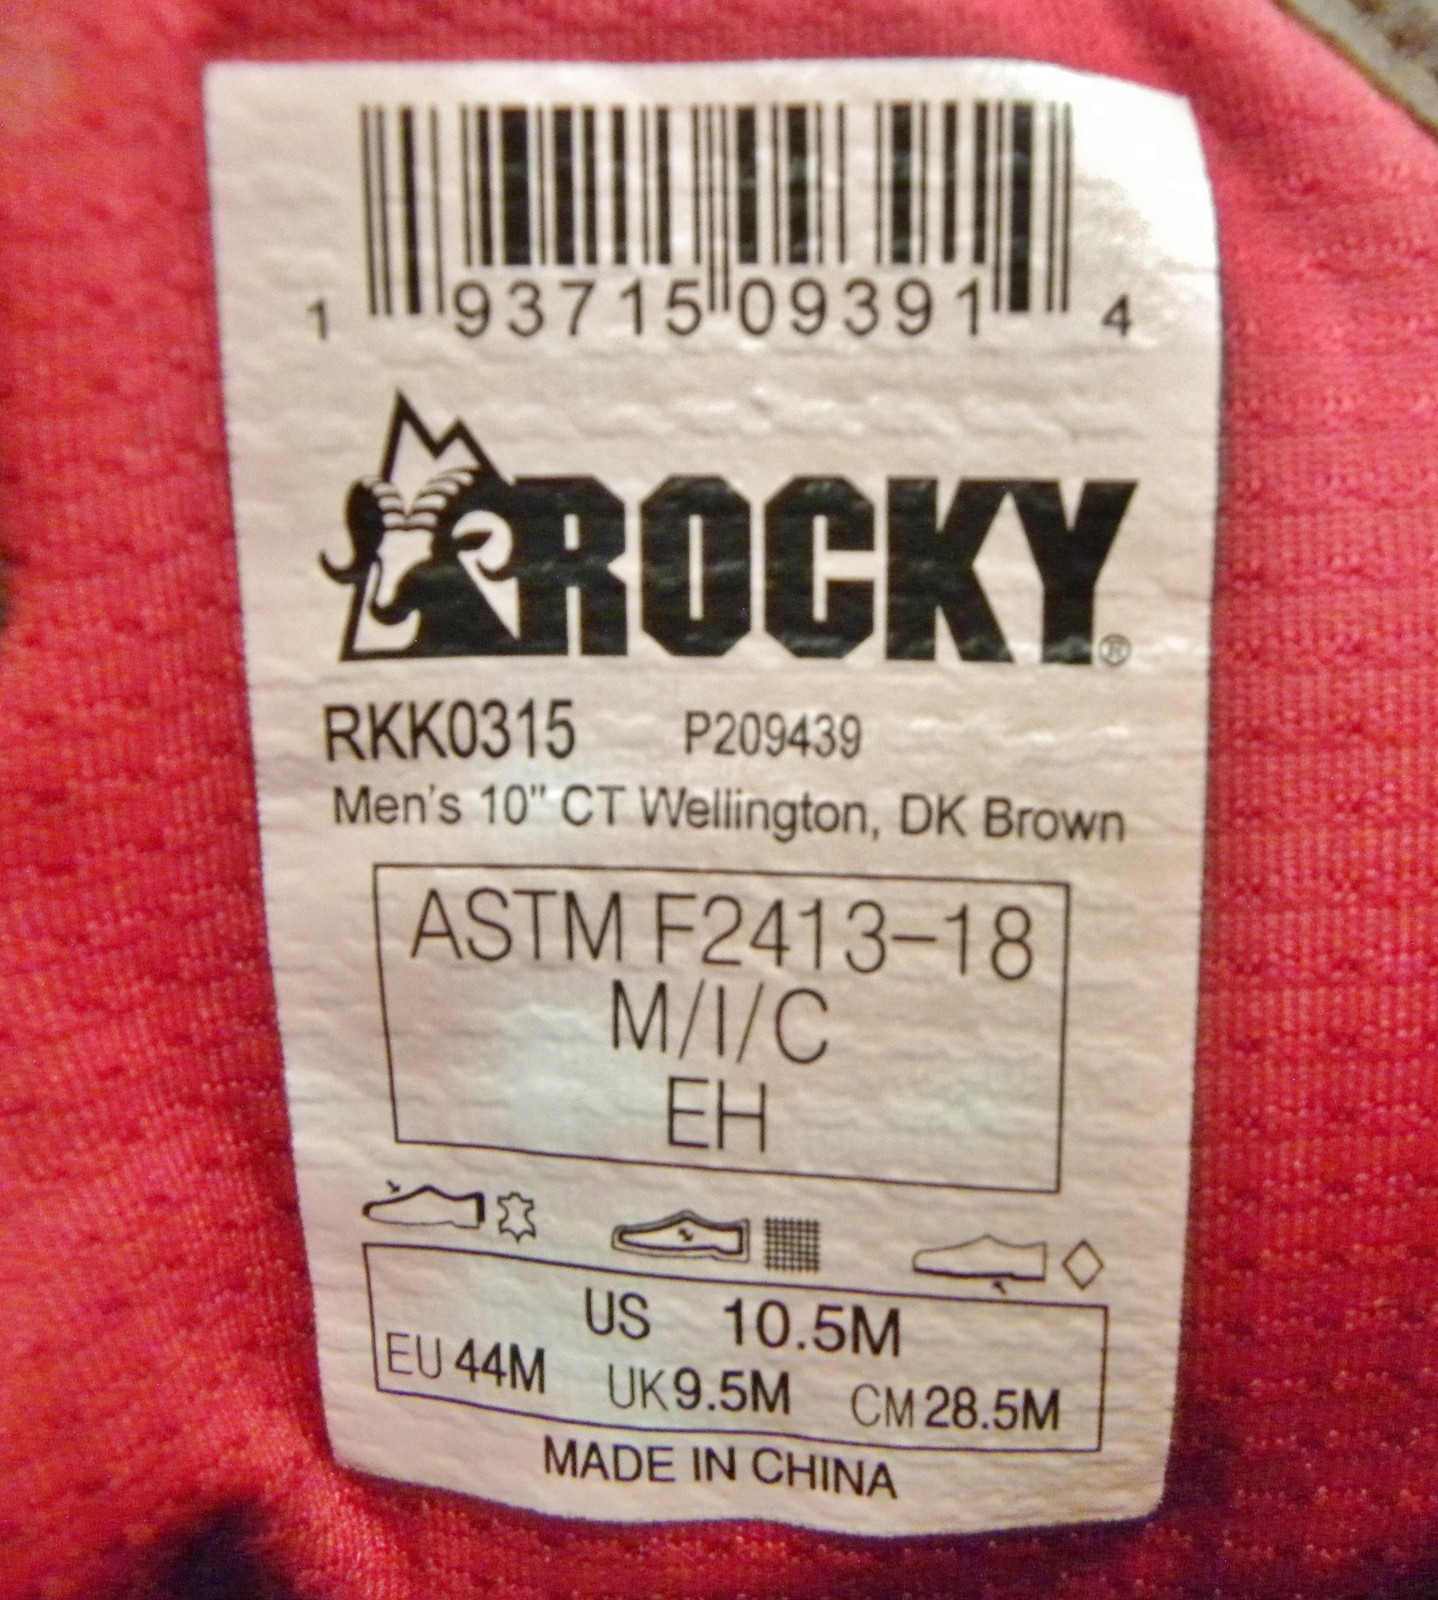 1 93715 09391 4
ROCKY®
RKK0315 P209439
Men's 10" CT Wellington, DK Brown
ASTM F2413-18
M/I/C
EH
US 10.5M
EU 44M UK 9.5M CM 28.5M
MADE IN CHINA